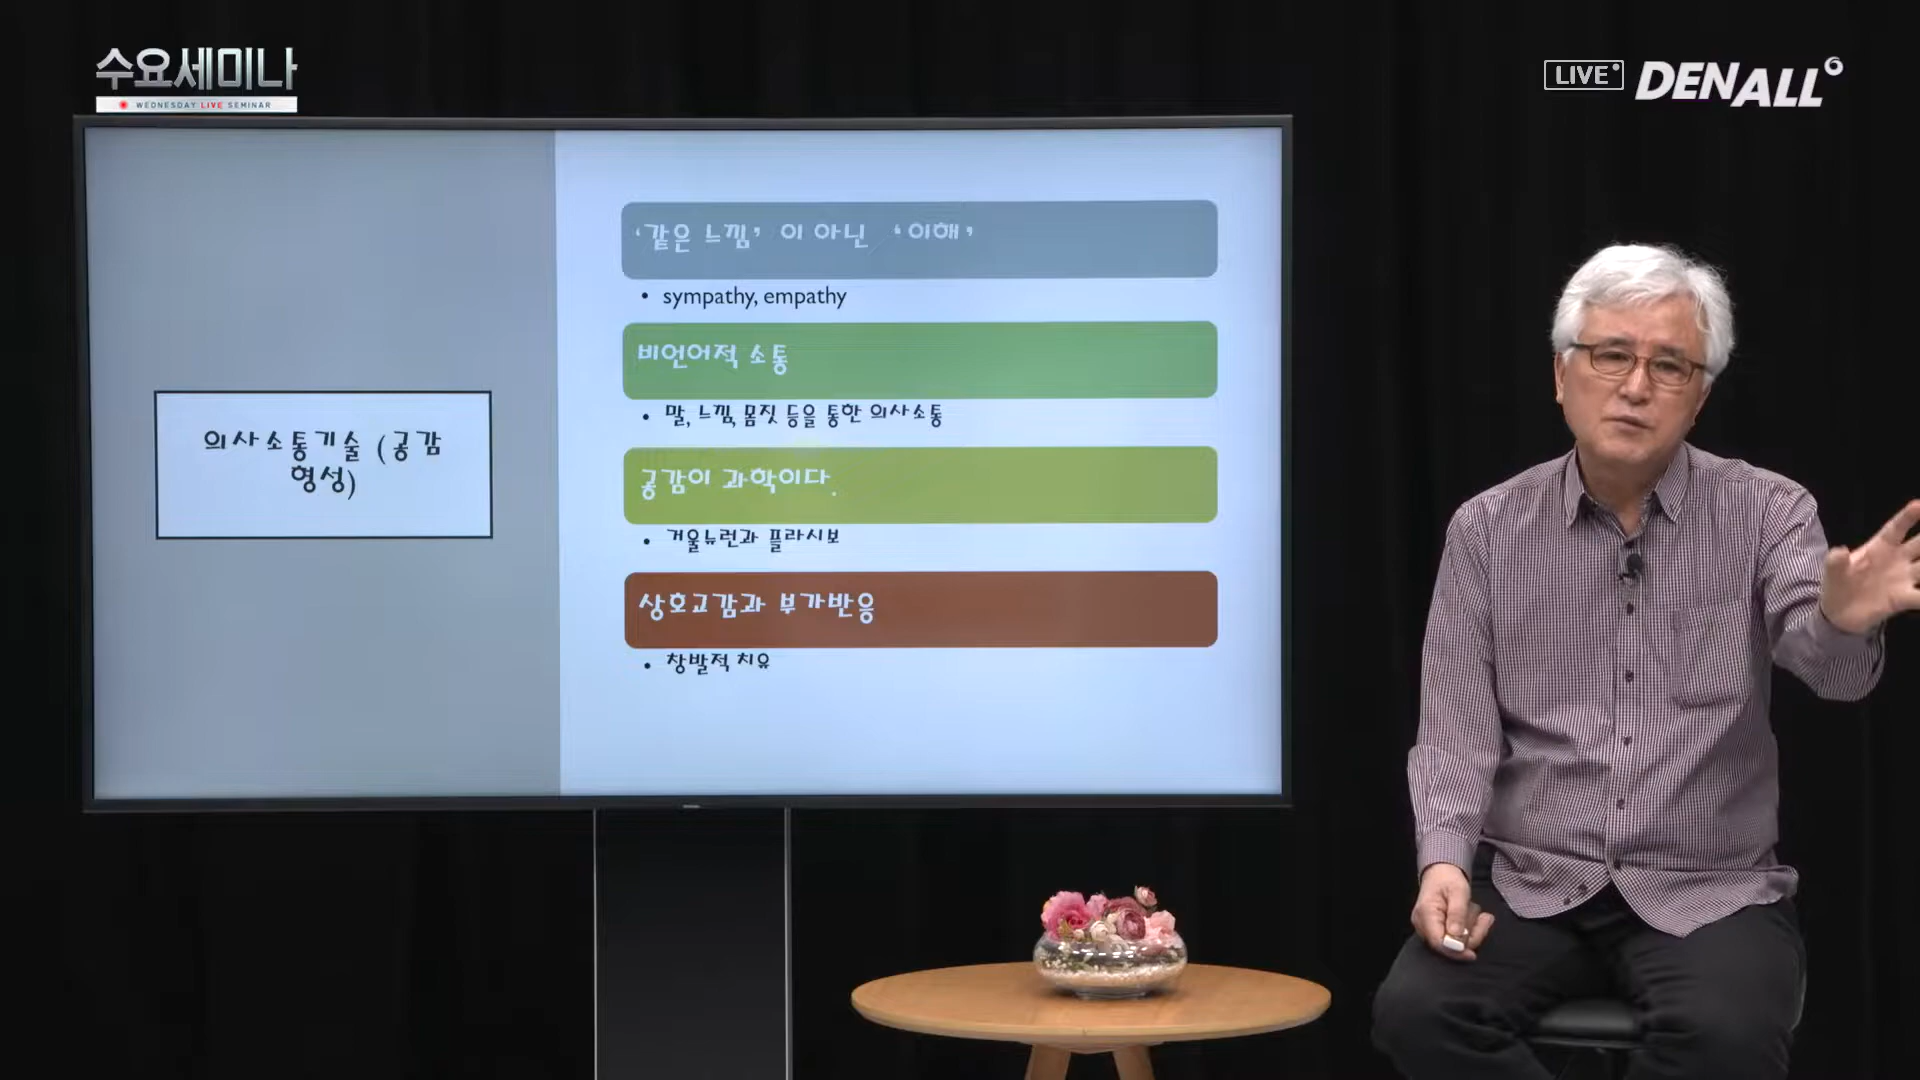 수요세미나
WEDNESDAY LIVE SEMINAR
LIVE
DENALL
의사소통기술 (공감
형성)
‘같은 느낌’ 이 아닌 ‘이해’
• sympathy, empathy
비언어적 소통
• 말, 느낌, 몸짓 등을 통한 의사소통
공감이 과학이다.
• 거울뉴런과 플라시보
상호교감과 부가반응
• 창발적 치유